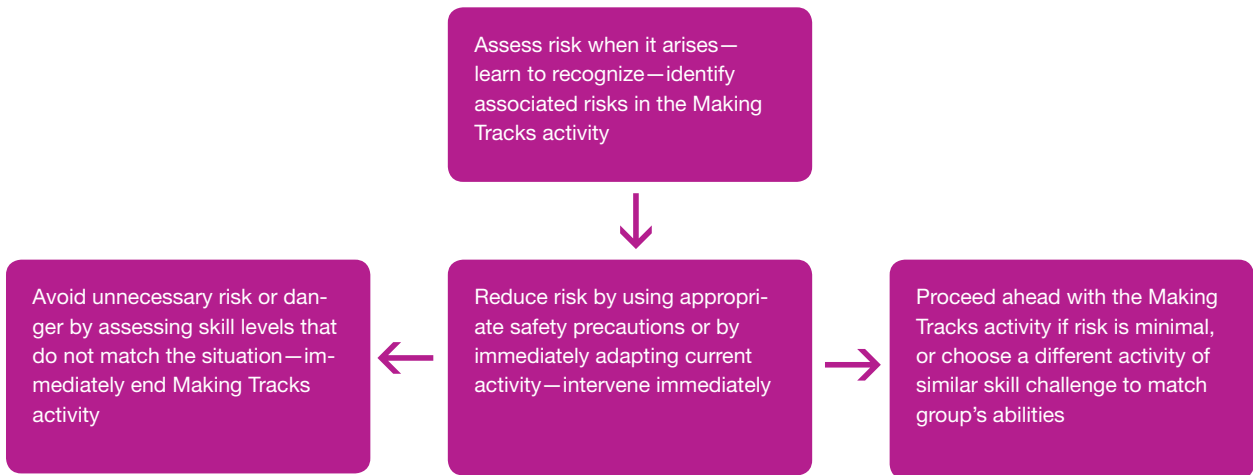 Assess risk when it arises—
learn to recognize—identify
associated risks in the Making
Tracks activity
Avoid unnecessary risk or dan-
ger by assessing skill levels that
do not match the situation—im-
mediately end Making Tracks
activity
Reduce risk by using appropri-
ate safety precautions or by
immediately adapting current
activity—intervene immediately
Proceed ahead with the Making
Tracks activity if risk is minimal,
or choose a different activity of
similar skill challenge to match
group’s abilities